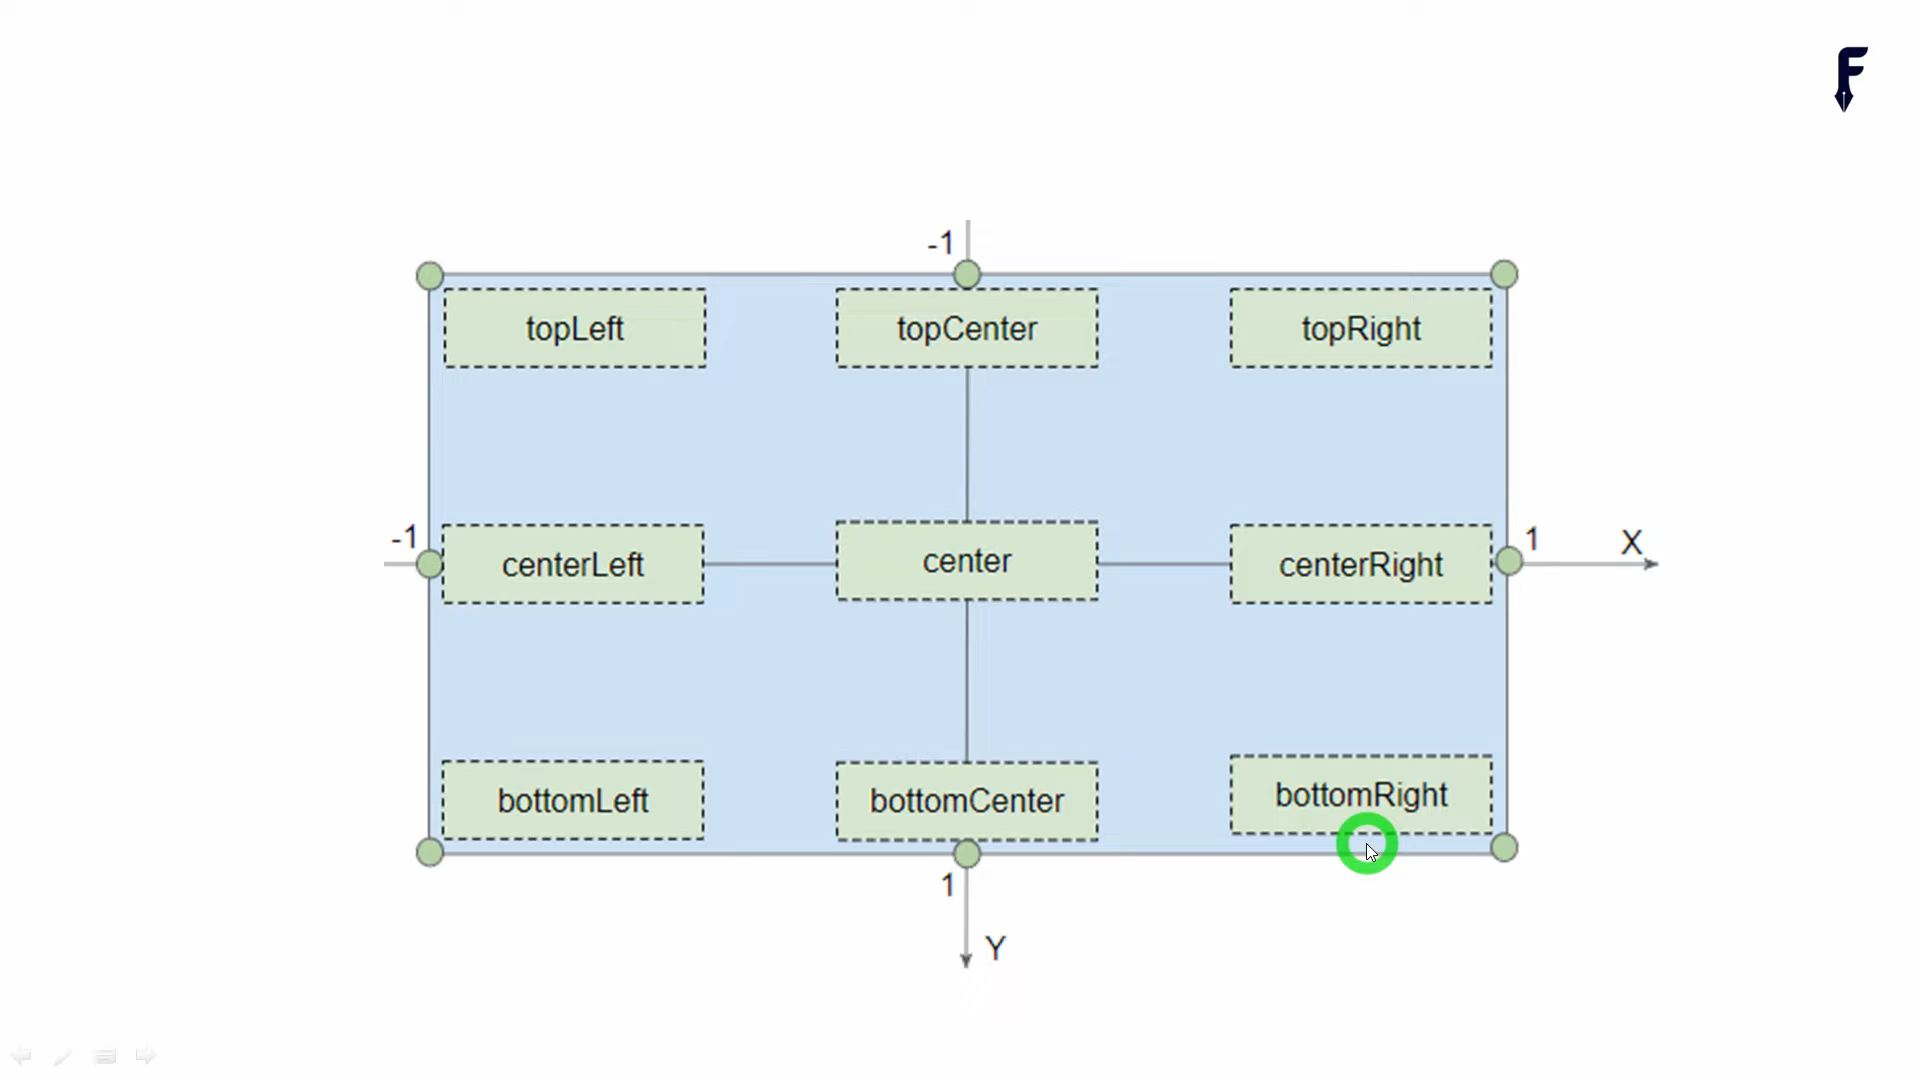 F
-1
topLeft topCenter topRight
-1 centerLeft center centerRight 1 X
bottomLeft bottomCenter bottomRight
1
Y